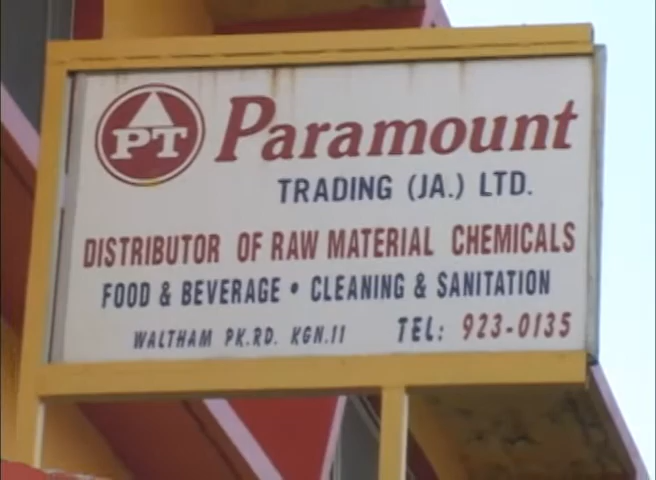 PT Paramount
TRADING (JA.) LTD.
DISTRIBUTOR OF RAW MATERIAL CHEMICALS
FOOD & BEVERAGE • CLEANING & SANITATION
WALTHAM PK.RD. KGN.11 TEL: 923-0135